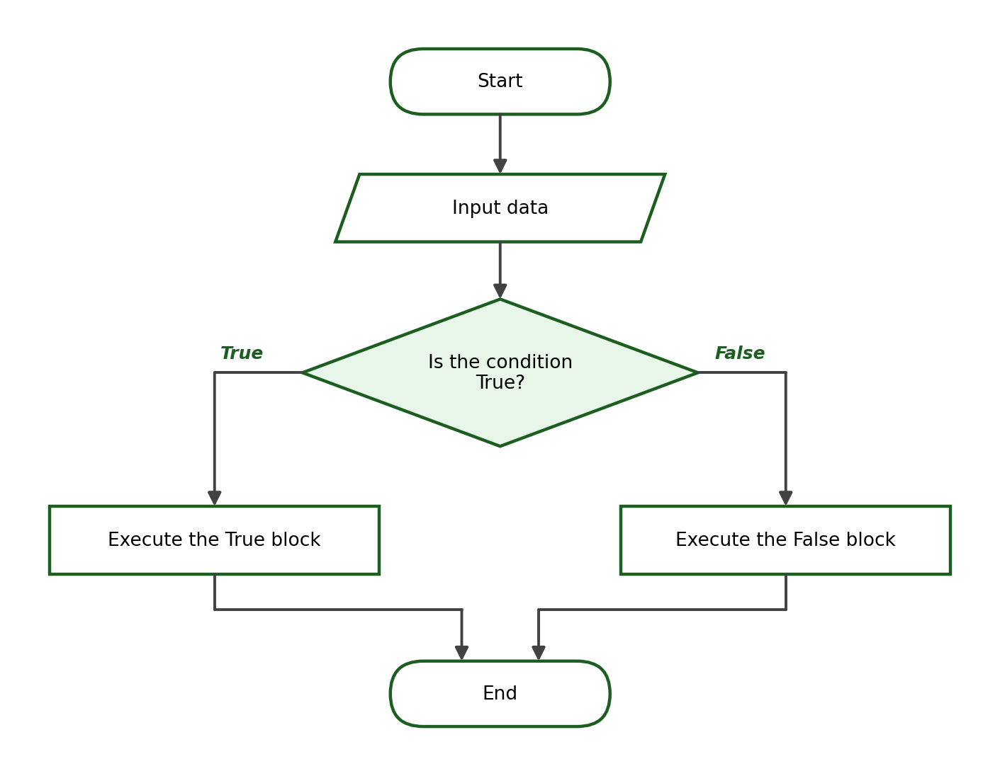 Start
Input data
Is the condition
True?
True
False
Execute the True block
Execute the False block
End